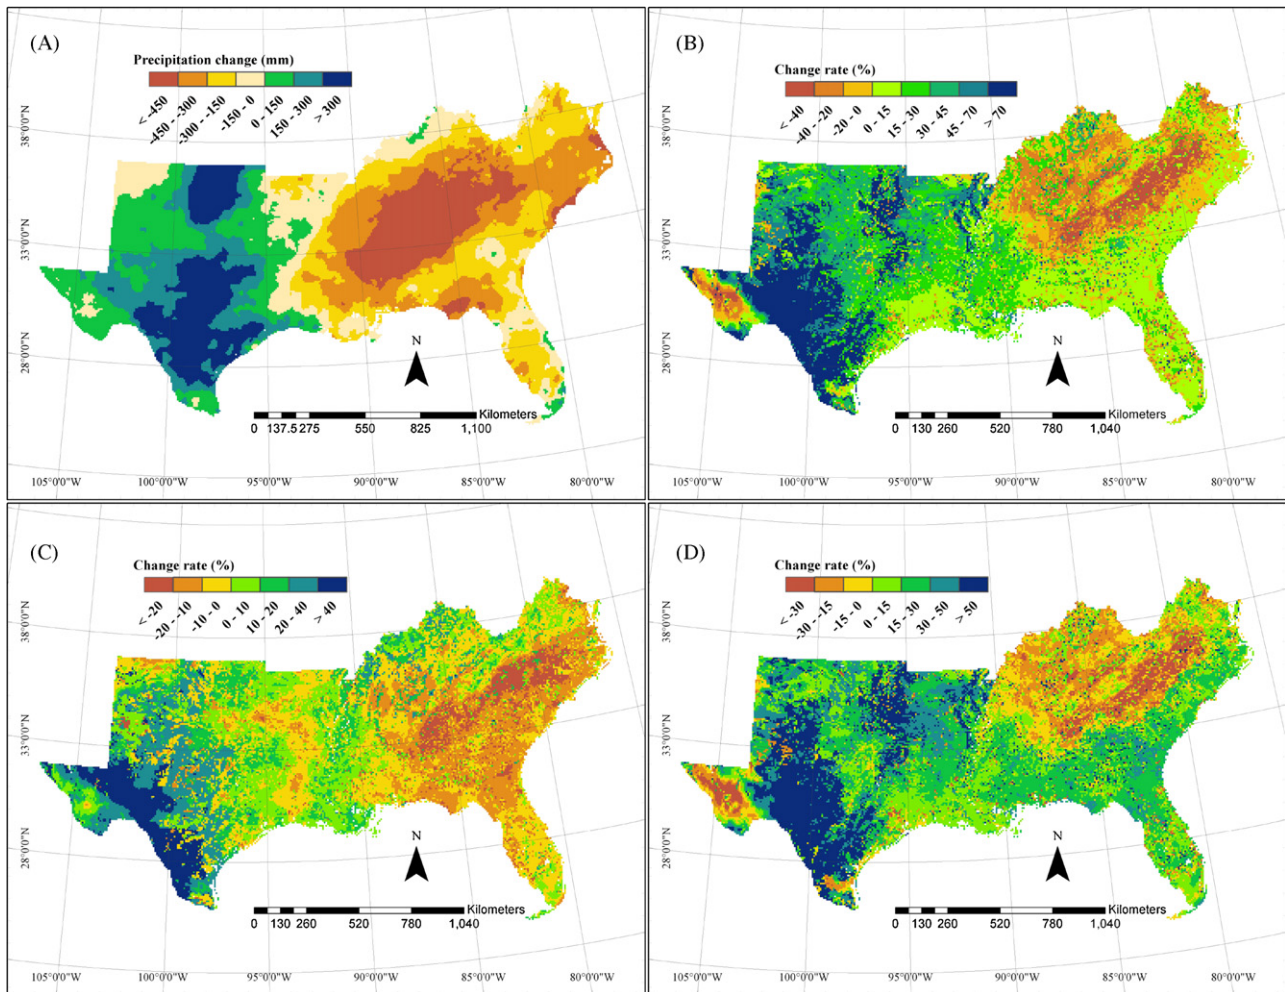 (A)
Precipitation change (mm)
< -450
-450 - -300
-300 - -150
-150 - 0
0 - 150
150 - 300
> 300
38°0'0"N
33°0'0"N
28°0'0"N
N
Kilometers
0 137.5 275 550 825 1,100
105°0'0"W 100°0'0"W 95°0'0"W 90°0'0"W 85°0'0"W 80°0'0"W
(B)
Change rate (%)
< -40
-40 - -20
-20 - 0
0 - 15
15 - 30
30 - 45
45 - 70
> 70
38°0'0"N
33°0'0"N
28°0'0"N
N
Kilometers
0 130 260 520 780 1,040
105°0'0"W 100°0'0"W 95°0'0"W 90°0'0"W 85°0'0"W 80°0'0"W
(C)
Change rate (%)
< -20
-20 - -10
-10 - 0
0 - 10
10 - 20
20 - 40
> 40
38°0'0"N
33°0'0"N
28°0'0"N
N
Kilometers
0 130 260 520 780 1,040
105°0'0"W 100°0'0"W 95°0'0"W 90°0'0"W 85°0'0"W 80°0'0"W
(D)
Change rate (%)
< -30
-30 - -15
-15 - 0
0 - 15
15 - 30
30 - 50
> 50
38°0'0"N
33°0'0"N
28°0'0"N
N
Kilometers
0 130 260 520 780 1,040
105°0'0"W 100°0'0"W 95°0'0"W 90°0'0"W 85°0'0"W 80°0'0"W